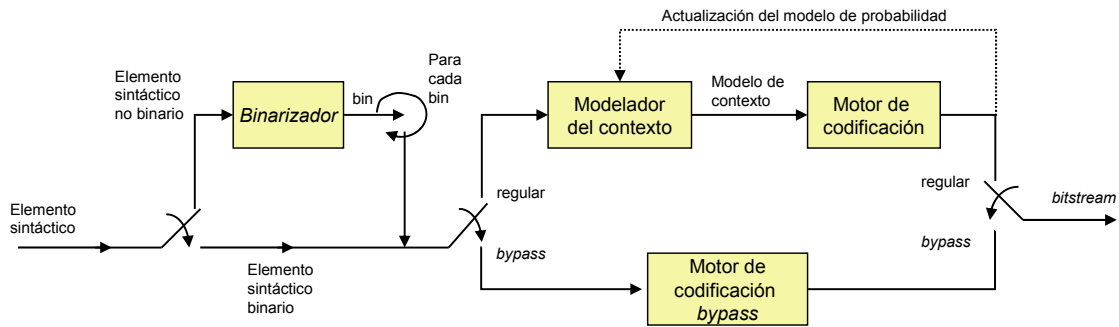 Actualización del modelo de probabilidad
Elemento
sintáctico
no binario
Binarizador
bin
Para
cada
bin
Modelador
del contexto
Modelo de
contexto
Motor de
codificación
Elemento
sintáctico
regular
regular
bitstream
bypass
bypass
Elemento
sintáctico
binario
Motor de
codificación
bypass